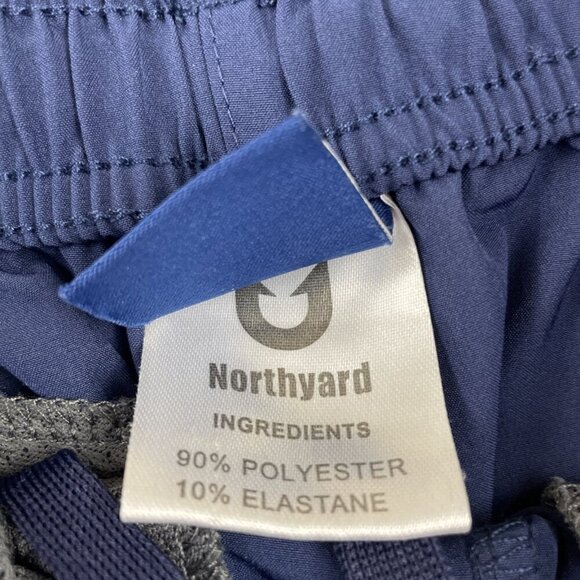 Northyard
INGREDIENTS
90% POLYESTER
10% ELASTANE